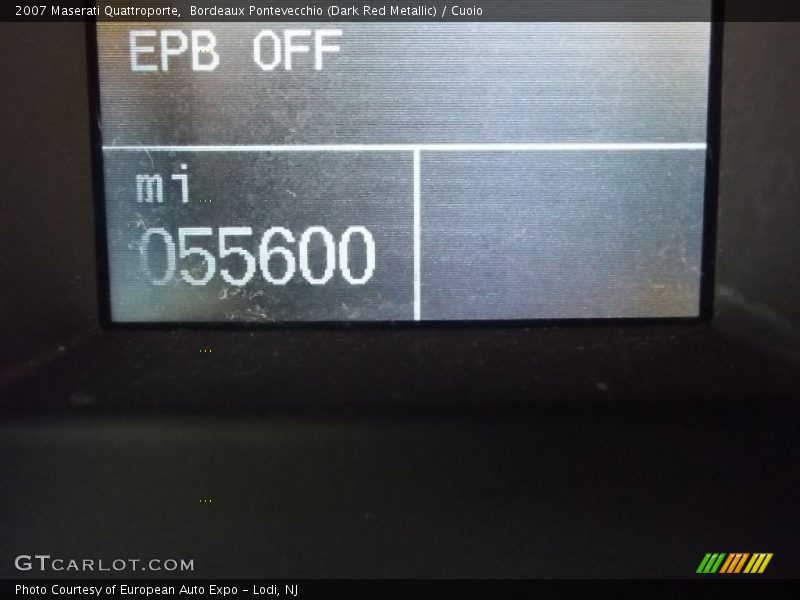 2007 Maserati Quattroporte, Bordeaux Pontevecchio (Dark Red Metallic) / Cuoio
EPB OFF
mi
055600
GTCARLOT.COM
Photo Courtesy of European Auto Expo - Lodi, NJ